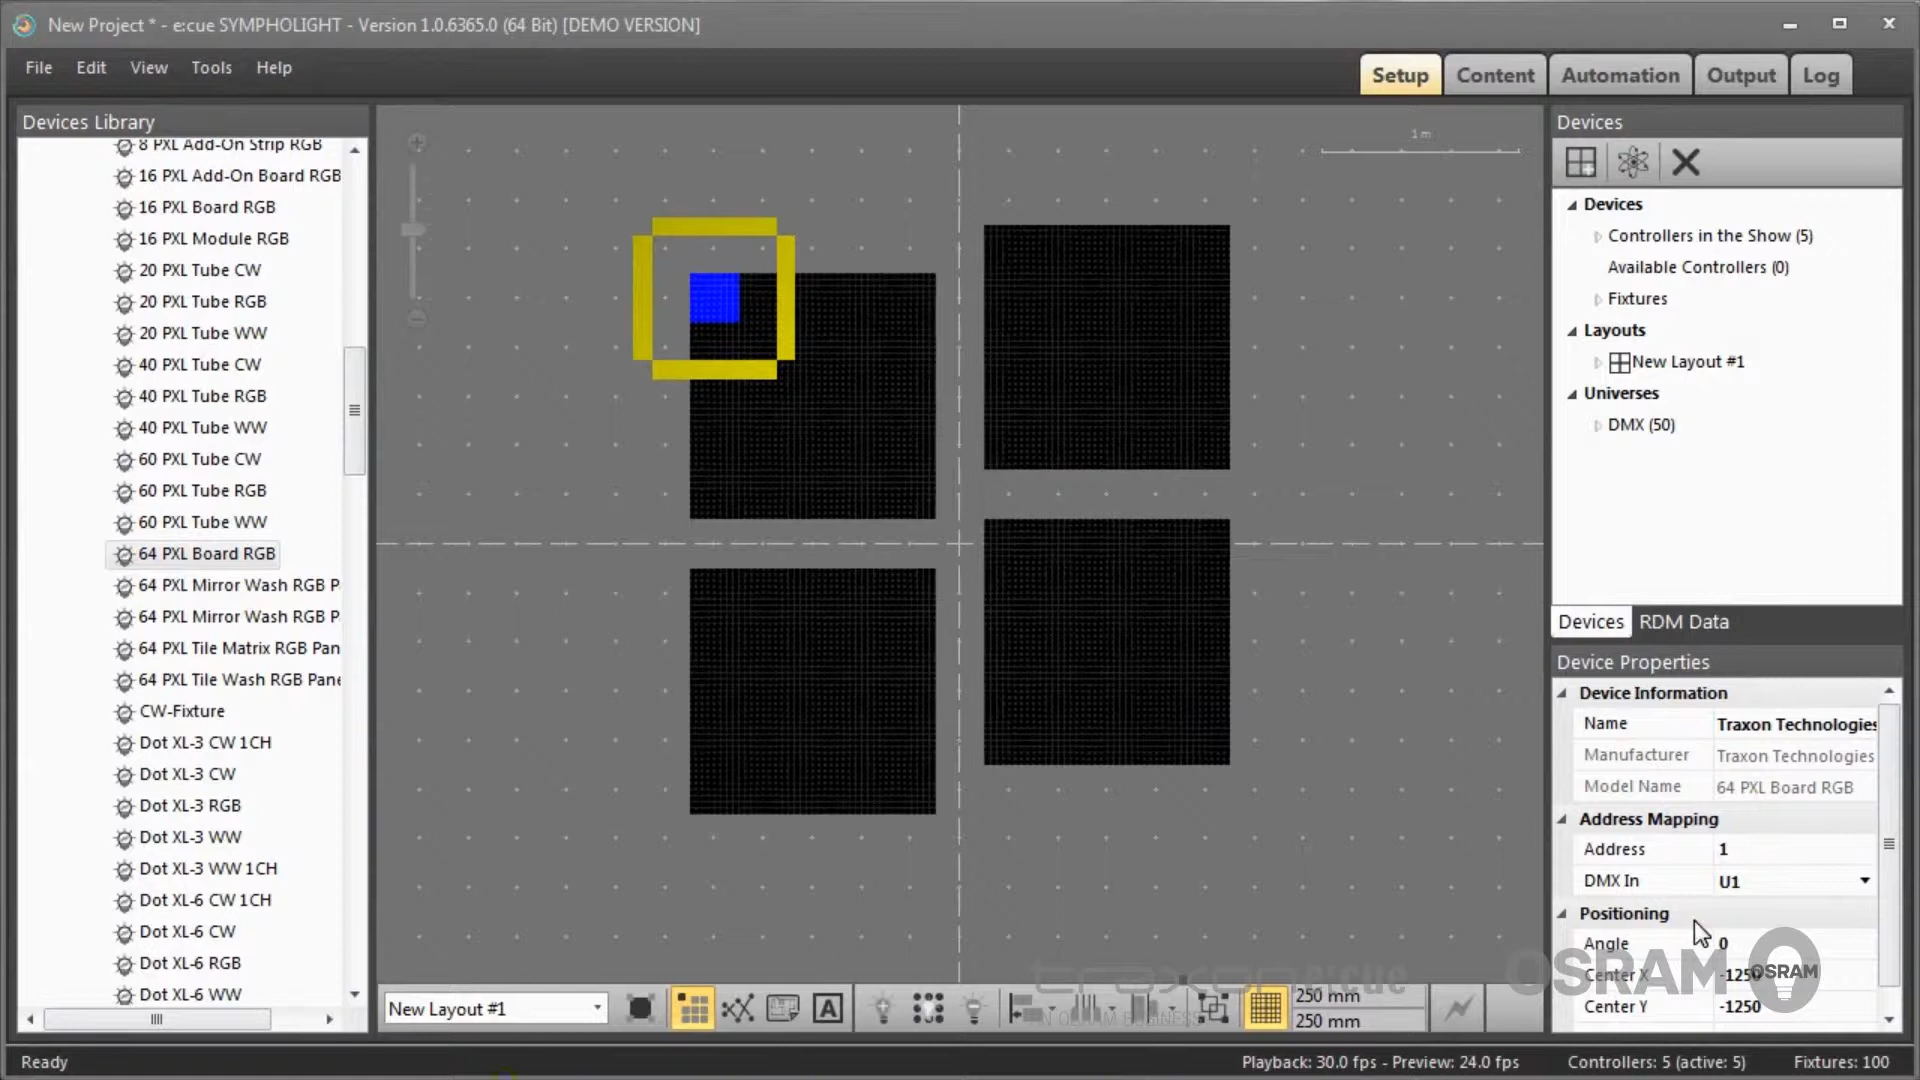 New Project * - e:cue SYMPHOLIGHT - Version 1.0.6365.0 (64 Bit) [DEMO VERSION]
File Edit View Tools Help
Setup Content Automation Output Log
Devices Library
8 PXL Add-On Strip RGB
16 PXL Add-On Board RGB
16 PXL Board RGB
16 PXL Module RGB
20 PXL Tube CW
20 PXL Tube RGB
20 PXL Tube WW
40 PXL Tube CW
40 PXL Tube RGB
40 PXL Tube WW
60 PXL Tube CW
60 PXL Tube RGB
60 PXL Tube WW
64 PXL Board RGB
64 PXL Mirror Wash RGB P
64 PXL Mirror Wash RGB P
64 PXL Tile Matrix RGB Pan
64 PXL Tile Wash RGB Pane
CW-Fixture
Dot XL-3 CW 1CH
Dot XL-3 CW
Dot XL-3 RGB
Dot XL-3 WW
Dot XL-3 WW 1CH
Dot XL-6 CW 1CH
Dot XL-6 CW
Dot XL-6 RGB
Dot XL-6 WW
1 m
New Layout #1
A
250 mm
250 mm
traxon e:cue
AN OSRAM BUSINESS
Devices
Devices
Controllers in the Show (5)
Available Controllers (0)
Fixtures
Layouts
New Layout #1
Universes
DMX (50)
Devices RDM Data
Device Properties
Device Information
Name Traxon Technologies
Manufacturer Traxon Technologies
Model Name 64 PXL Board RGB
Address Mapping
Address 1
DMX In U1
Positioning
Angle 0
Center X -1250
Center Y -1250
OSRAM OSRAM
Ready
Playback: 30.0 fps - Preview: 24.0 fps Controllers: 5 (active: 5) Fixtures: 100